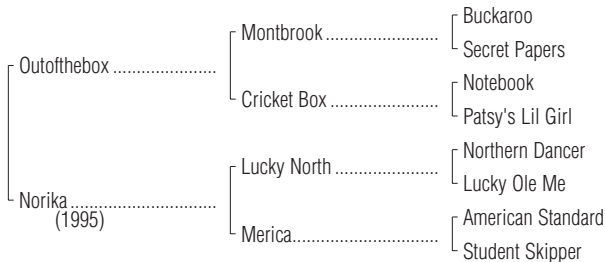 Buckaroo
Montbrook
Secret Papers
Outofthebox
Notebook
Cricket Box
Patsy's Lil Girl
Northern Dancer
Lucky North
Lucky Ole Me
Norika
(1995)
American Standard
Merica
Student Skipper